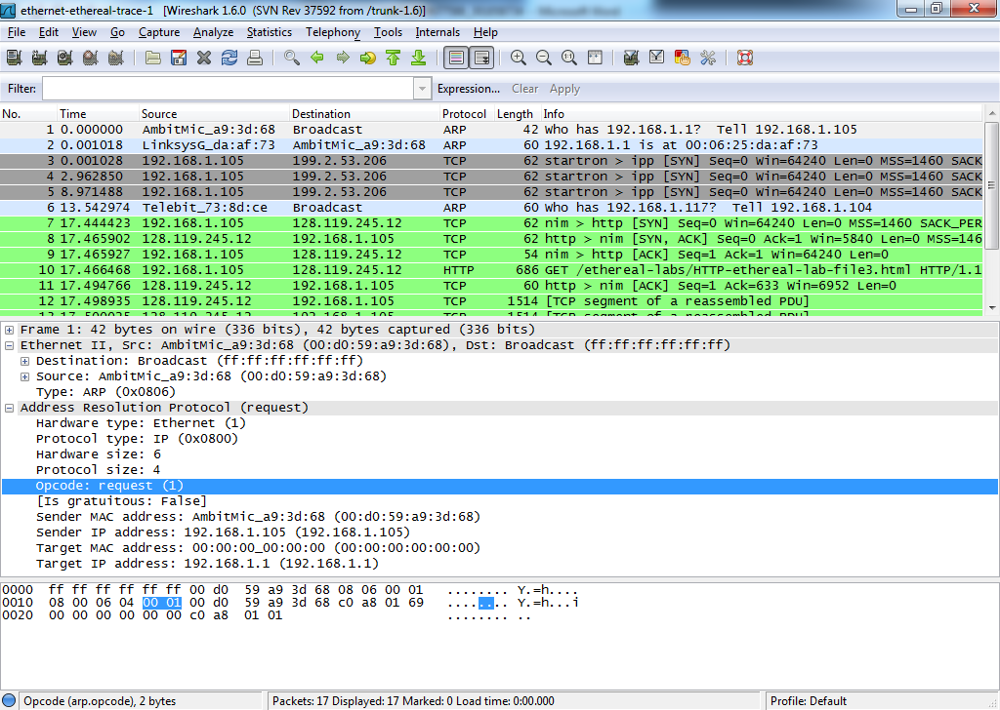 ethernet-ethereal-trace-1 [Wireshark 1.6.0 (SVN Rev 37592 from /trunk-1.6)]
File Edit View Go Capture Analyze Statistics Telephony Tools Internals Help
Filter: Expression... Clear Apply
No. Time Source Destination Protocol Length Info
1 0.000000 AmbitMic_a9:3d:68 Broadcast ARP 42 Who has 192.168.1.1? Tell 192.168.1.105
2 0.001018 LinksysG_da:af:73 AmbitMic_a9:3d:68 ARP 60 192.168.1.1 is at 00:06:25:da:af:73
3 0.001028 192.168.1.105 199.2.53.206 TCP 62 startron > ipp [SYN] Seq=0 Win=64240 Len=0 MSS=1460 SACK
4 2.962850 192.168.1.105 199.2.53.206 TCP 62 startron > ipp [SYN] Seq=0 Win=64240 Len=0 MSS=1460 SACK
5 8.971488 192.168.1.105 199.2.53.206 TCP 62 startron > ipp [SYN] Seq=0 Win=64240 Len=0 MSS=1460 SACK
6 13.542974 Telebit_73:8d:ce Broadcast ARP 60 Who has 192.168.1.117? Tell 192.168.1.104
7 17.444423 192.168.1.105 128.119.245.12 TCP 62 nim > http [SYN] Seq=0 Win=64240 Len=0 MSS=1460 SACK_PER
8 17.465902 128.119.245.12 192.168.1.105 TCP 62 http > nim [SYN, ACK] Seq=0 Ack=1 Win=5840 Len=0 MSS=146
9 17.465927 192.168.1.105 128.119.245.12 TCP 54 nim > http [ACK] Seq=1 Ack=1 Win=64240 Len=0
10 17.466468 192.168.1.105 128.119.245.12 HTTP 686 GET /ethereal-labs/HTTP-ethereal-lab-file3.html HTTP/1.1
11 17.494766 128.119.245.12 192.168.1.105 TCP 60 http > nim [ACK] Seq=1 Ack=633 Win=6952 Len=0
12 17.498935 128.119.245.12 192.168.1.105 TCP 1514 [TCP segment of a reassembled PDU]
Frame 1: 42 bytes on wire (336 bits), 42 bytes captured (336 bits)
Ethernet II, Src: AmbitMic_a9:3d:68 (00:d0:59:a9:3d:68), Dst: Broadcast (ff:ff:ff:ff:ff:ff)
Destination: Broadcast (ff:ff:ff:ff:ff:ff)
Source: AmbitMic_a9:3d:68 (00:d0:59:a9:3d:68)
Type: ARP (0x0806)
Address Resolution Protocol (request)
Hardware type: Ethernet (1)
Protocol type: IP (0x0800)
Hardware size: 6
Protocol size: 4
Opcode: request (1)
[Is gratuitous: False]
Sender MAC address: AmbitMic_a9:3d:68 (00:d0:59:a9:3d:68)
Sender IP address: 192.168.1.105 (192.168.1.105)
Target MAC address: 00:00:00_00:00:00 (00:00:00:00:00:00)
Target IP address: 192.168.1.1 (192.168.1.1)
0000 ff ff ff ff ff ff 00 d0 59 a9 3d 68 08 06 00 01 ........ Y.=h....
0010 08 00 06 04 00 01 00 d0 59 a9 3d 68 c0 a8 01 69 ........ Y.=h...i
0020 00 00 00 00 00 00 c0 a8 01 01 ........ ..
Opcode (arp.opcode), 2 bytes Packets: 17 Displayed: 17 Marked: 0 Load time: 0:00.000 Profile: Default